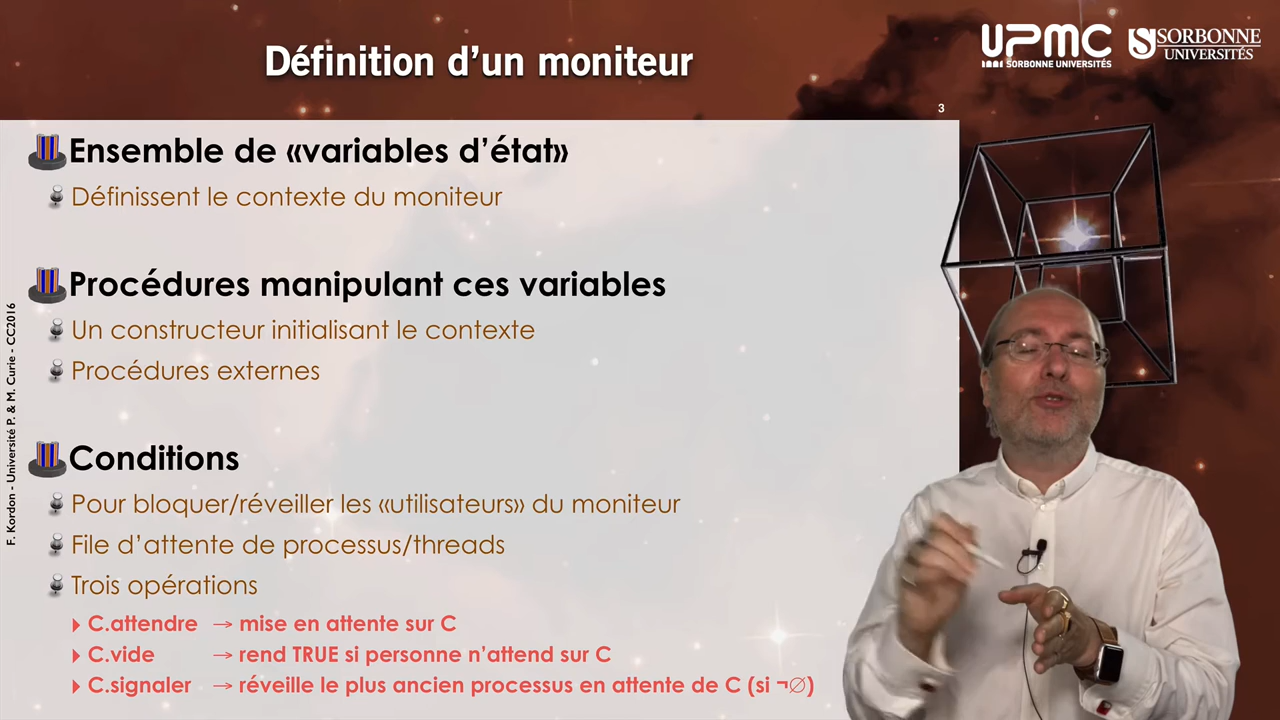 Définition d’un moniteur
UPMC
SORBONNE UNIVERSITÉS
SORBONNE
UNIVERSITÉS
3
Ensemble de «variables d’état»
Définissent le contexte du moniteur
Procédures manipulant ces variables
Un constructeur initialisant le contexte
Procédures externes
Conditions
Pour bloquer/réveiller les «utilisateurs» du moniteur
File d’attente de processus/threads
Trois opérations
C.attendre → mise en attente sur C
C.vide → rend TRUE si personne n’attend sur C
C.signaler → réveille le plus ancien processus en attente de C (si ¬∅)
F. Kordon - Université P. & M. Curie - CC2016